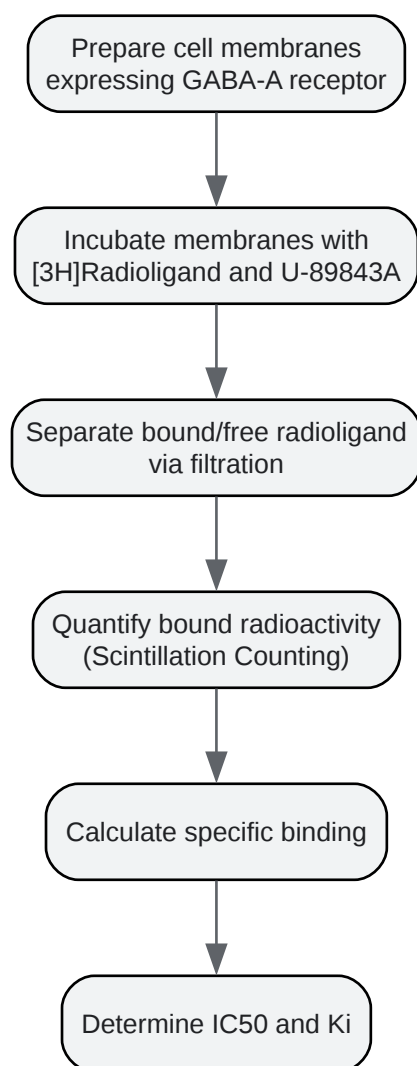 Prepare cell membranes
expressing GABA-A receptor
Incubate membranes with
[3H]Radioligand and U-89843A
Separate bound/free radioligand
via filtration
Quantify bound radioactivity
(Scintillation Counting)
Calculate specific binding
Determine IC50 and Ki